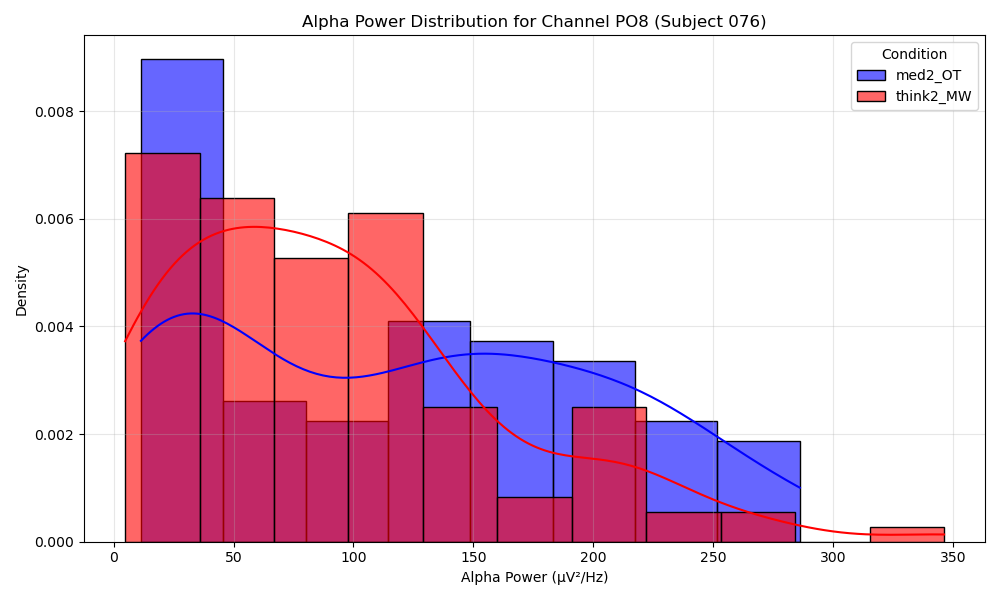 Alpha Power Distribution for Channel PO8 (Subject 076)
Condition
med2_OT
think2_MW
Density
0.008
0.006
0.004
0.002
0.000
0
50
100
150
200
250
300
350
Alpha Power (μV²/Hz)